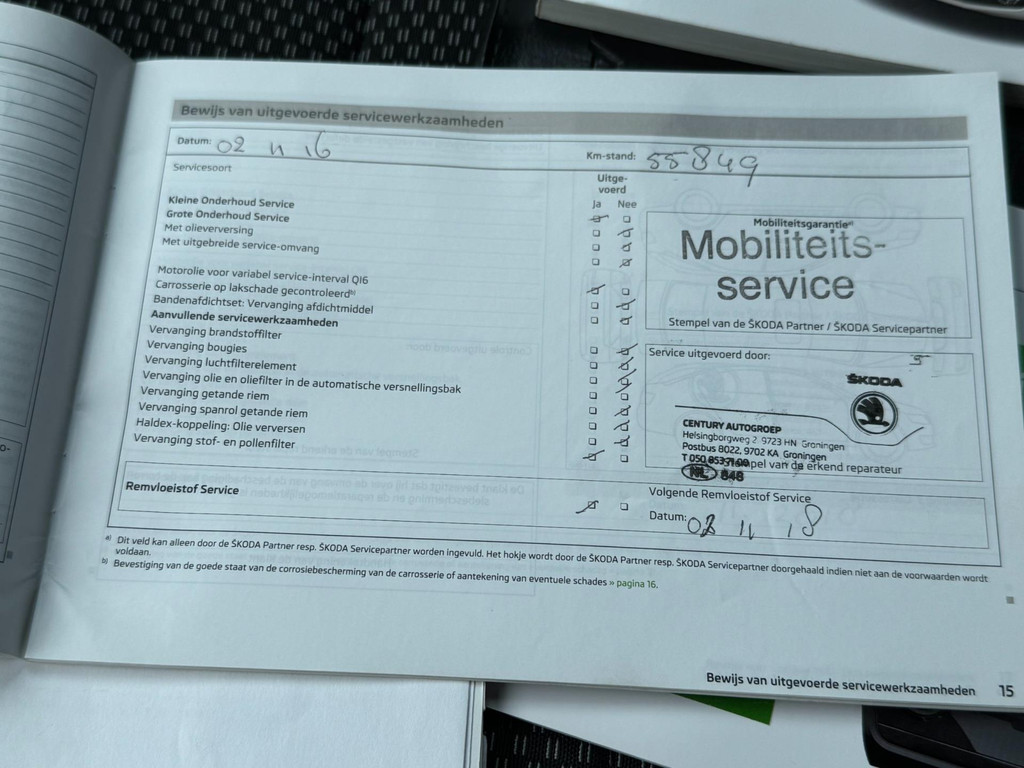 Bewijs van uitgevoerde servicewerkzaamheden
Datum: 02 11 16
Km-stand: 55849
Servicesoort
Uitge-
voerd
Ja Nee
Kleine Onderhoud Service
Grote Onderhoud Service
Met olieverversing
Met uitgebreide service-omvang
Motorolie voor variabel service-interval QI6
Carrosserie op lakschade gecontroleerd b)
Bandenafdichtset: Vervanging afdichtmiddel
Aanvullende servicewerkzaamheden
Vervanging brandstoffilter
Vervanging bougies
Vervanging luchtfilterelement
Vervanging olie en oliefilter in de automatische versnellingsbak
Vervanging getande riem
Vervanging spanrol getande riem
Haldex-koppeling: Olie verversen
Vervanging stof- en pollenfilter
Mobiliteitsgarantie a)
Mobiliteits-
service
Stempel van de ŠKODA Partner / ŠKODA Servicepartner
Service uitgevoerd door:
ŠKODA
CENTURY AUTOGROEP
Helsingborgweg 2 9723 HN Groningen
Postbus 8022, 9702 KA Groningen
T 050
van de erkend reparateur
NL 848
Remvloeistof Service
Volgende Remvloeistof Service
Datum: 02 11 18
a) Dit veld kan alleen door de ŠKODA Partner resp. ŠKODA Servicepartner worden ingevuld. Het hokje wordt door de ŠKODA Partner resp. ŠKODA Servicepartner doorgehaald indien niet aan de voorwaarden wordt
voldaan.
b) Bevestiging van de goede staat van de corrosiebescherming van de carrosserie of aantekening van eventuele schades » pagina 16.
Bewijs van uitgevoerde servicewerkzaamheden 15